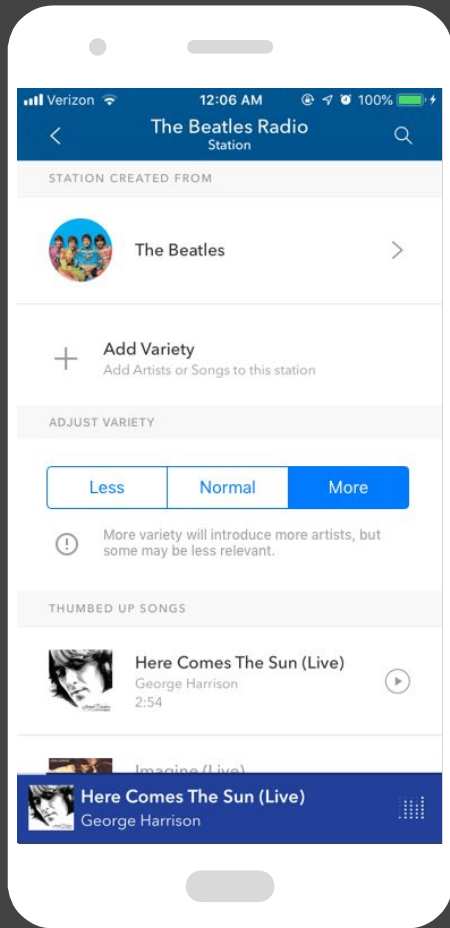 Verizon 12:06 AM 100%
The Beatles Radio
Station
STATION CREATED FROM
The Beatles
Add Variety
Add Artists or Songs to this station
ADJUST VARIETY
Less Normal More
More variety will introduce more artists, but
some may be less relevant.
THUMBED UP SONGS
Here Comes The Sun (Live)
George Harrison
2:54
Imagine (Live)
Here Comes The Sun (Live)
George Harrison